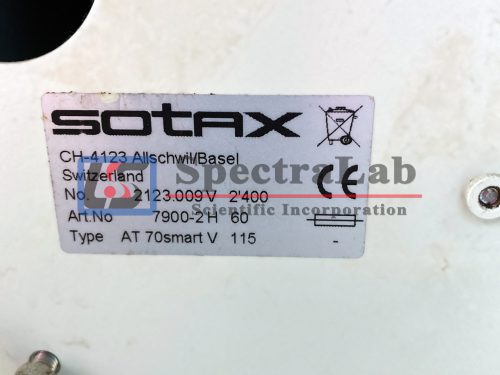 sotax
CH-4123 Allschwil/Basel
Switzerland
No. 2123.009 V 2'400
Art.No 7900-2 H 60
Type AT 70smart V 115 -
SpectraLab
Scientific Incorporation